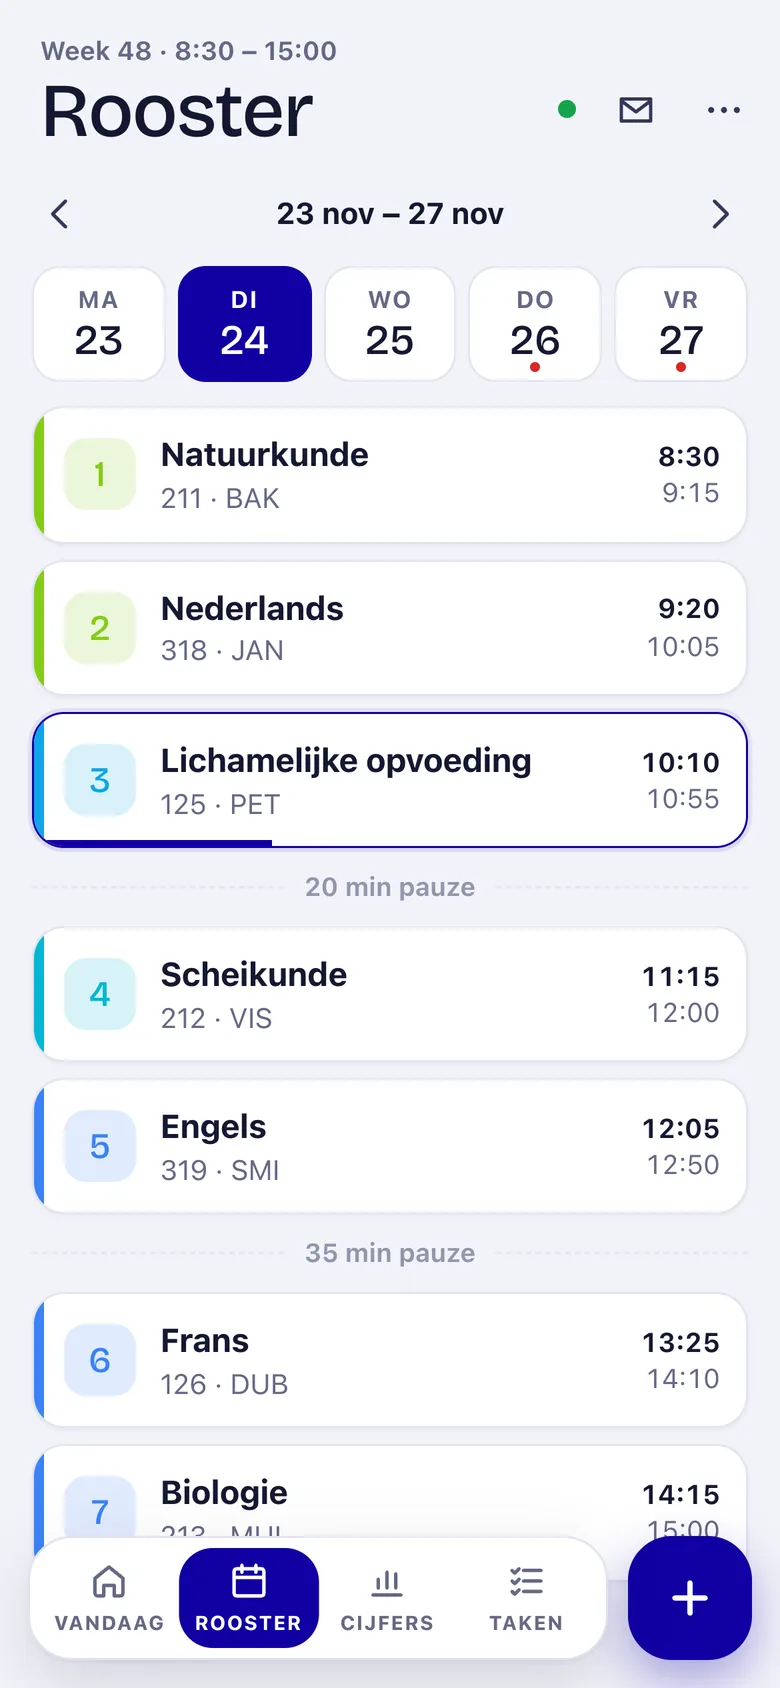 Week 48 · 8:30 – 15:00
Rooster
23 nov – 27 nov
MA
23
DI
24
WO
25
DO
26
VR
27
1
Natuurkunde
211 · BAK
8:30
9:15
2
Nederlands
318 · JAN
9:20
10:05
3
Lichamelijke opvoeding
125 · PET
10:10
10:55
20 min pauze
4
Scheikunde
212 · VIS
11:15
12:00
5
Engels
319 · SMI
12:05
12:50
35 min pauze
6
Frans
126 · DUB
13:25
14:10
7
Biologie
213 ·
14:15
15:00
VANDAAG
ROOSTER
CIJFERS
TAKEN